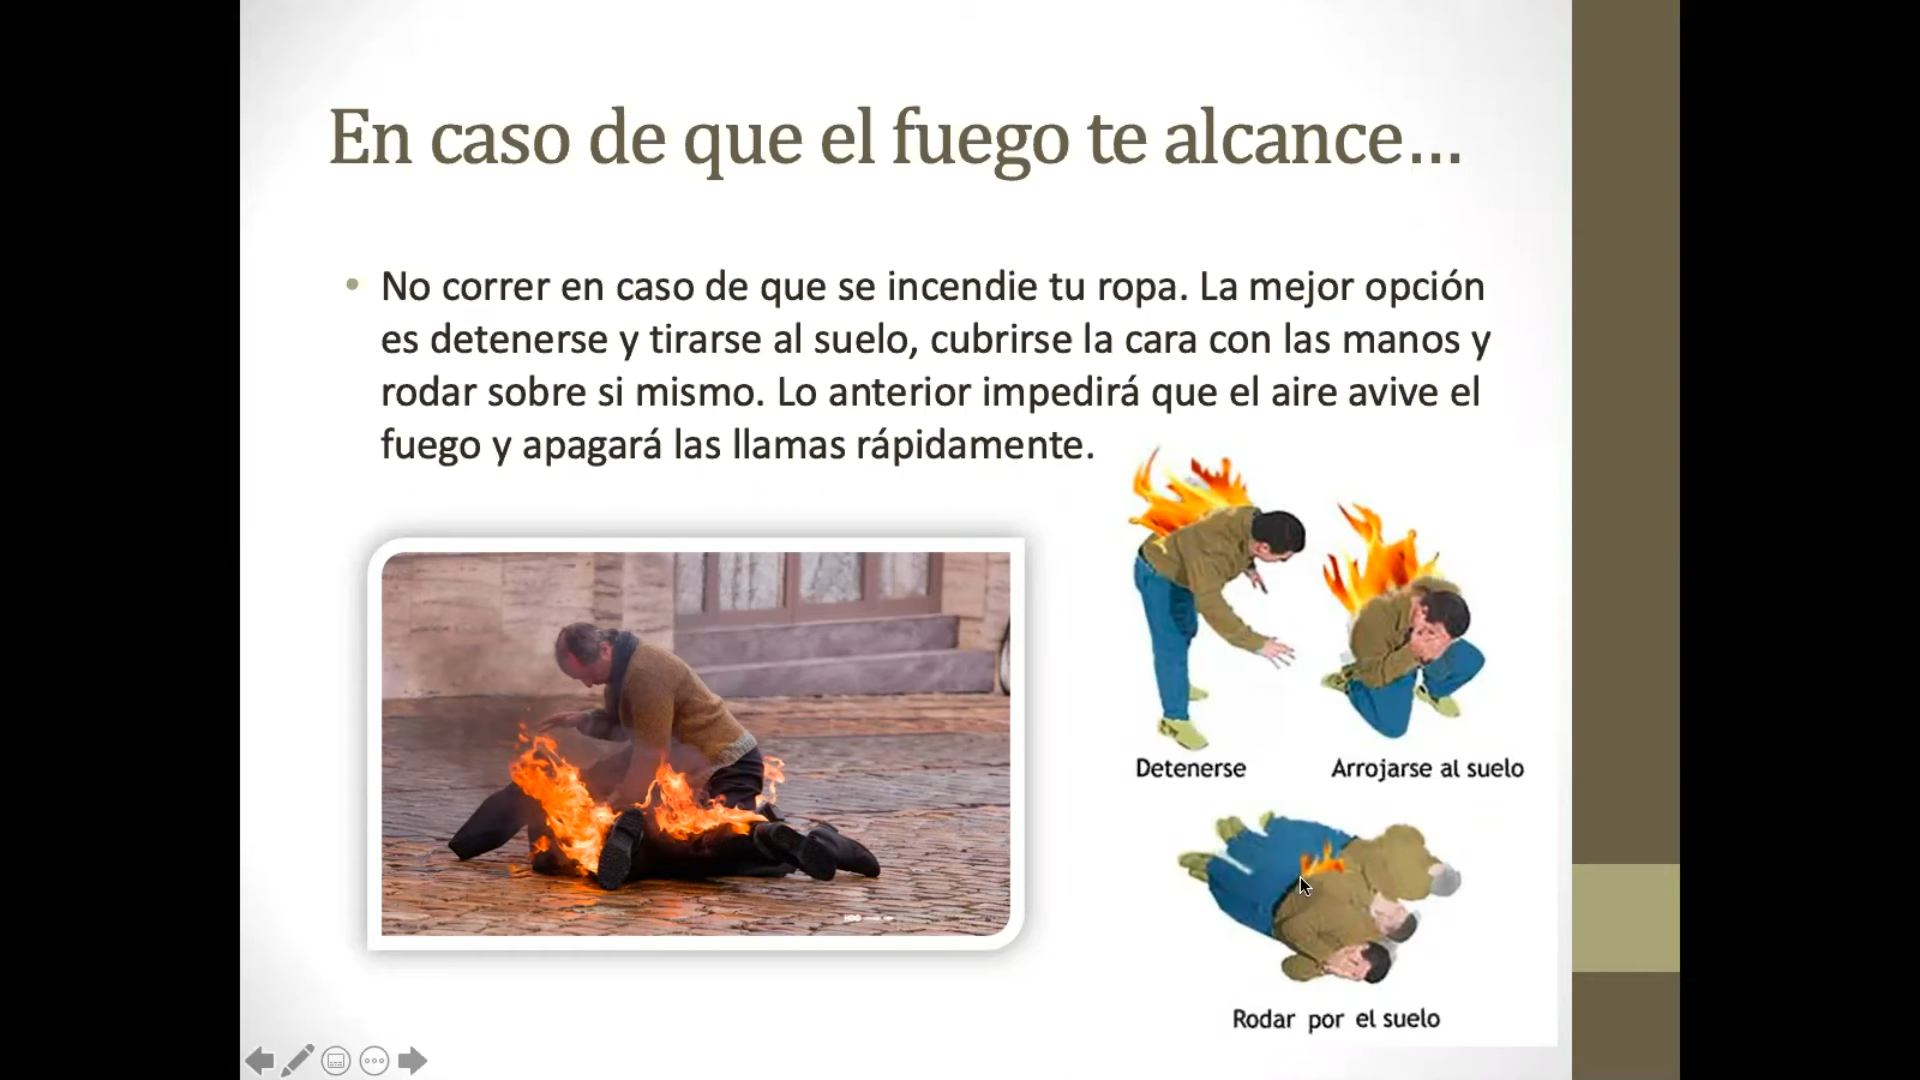 En caso de que el fuego te alcance...
• No correr en caso de que se incendie tu ropa. La mejor opción
es detenerse y tirarse al suelo, cubrirse la cara con las manos y
rodar sobre si mismo. Lo anterior impedirá que el aire avive el
fuego y apagará las llamas rápidamente.
Detenerse
Arrojarse al suelo
Rodar por el suelo